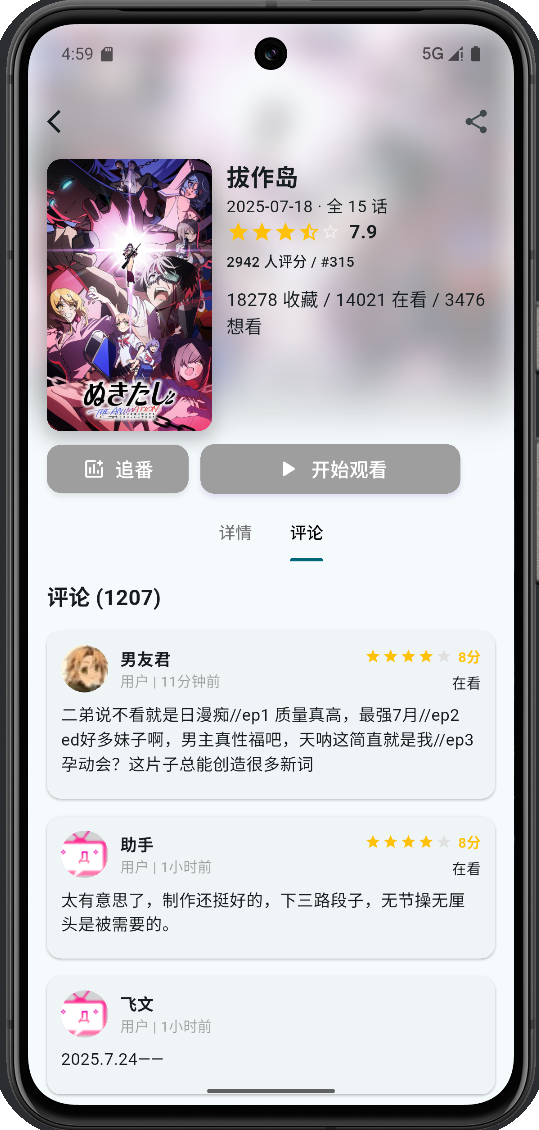 4:59
5G
拔作岛
2025-07-18 · 全 15 话
7.9
2942 人评分 / #315
18278 收藏 / 14021 在看 / 3476
想看
ぬきたし
THE ANIMATION
追番
开始观看
详情
评论
评论 (1207)
男友君
8分
用户 | 11分钟前
在看
二弟说不看就是日漫痴//ep1 质量真高，最强7月//ep2
ed好多妹子啊，男主真性福吧，天呐这简直就是我//ep3
孕动会？这片子总能创造很多新词
助手
8分
用户 | 1小时前
在看
太有意思了，制作还挺好的，下三路段子，无节操无厘
头是被需要的。
飞文
用户 | 1小时前
2025.7.24——